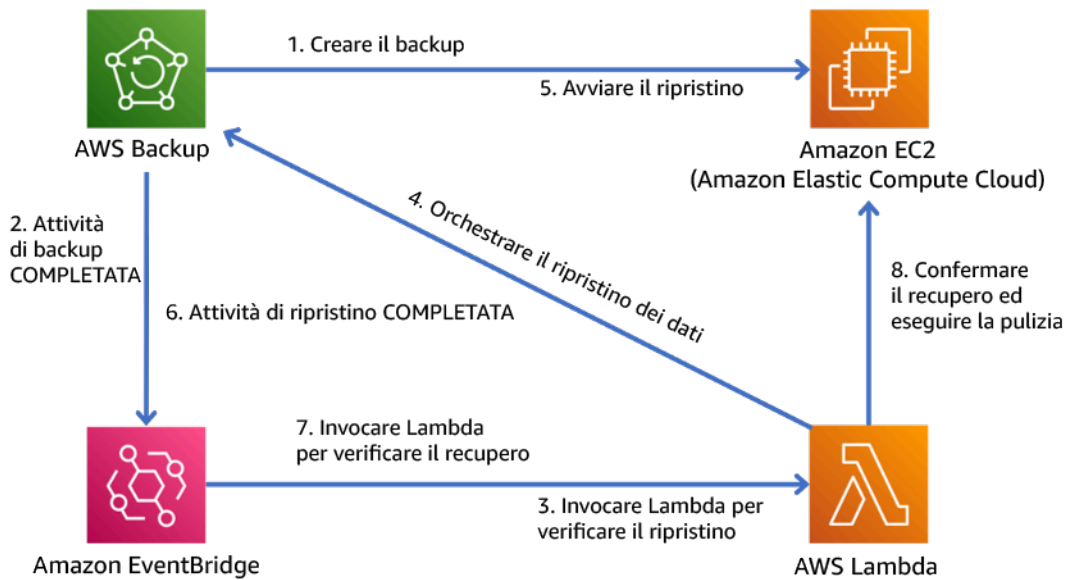 1. Creare il backup
5. Avviare il ripristino
AWS Backup
Amazon EC2
(Amazon Elastic Compute Cloud)
2. Attività
di backup
COMPLETATA
4. Orchestrare il ripristino dei dati
6. Attività di ripristino COMPLETATA
8. Confermare
il recupero ed
eseguire la pulizia
7. Invocare Lambda
per verificare il recupero
3. Invocare Lambda per
verificare il ripristino
Amazon EventBridge
AWS Lambda